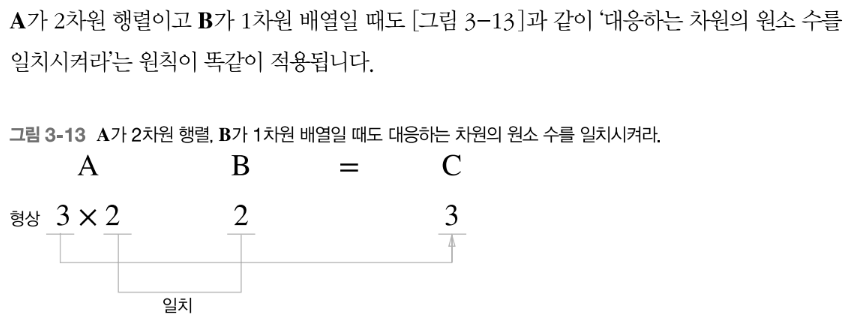 A가 2차원 행렬이고 B가 1차원 배열일 때도 [그림 3-13]과 같이 ‘대응하는 차원의 원소 수를
일치시켜라’는 원칙이 똑같이 적용됩니다.
그림 3-13 A가 2차원 행렬, B가 1차원 배열일 때도 대응하는 차원의 원소 수를 일치시켜라.
A B = C
형상 3 × 2 2 3
일치